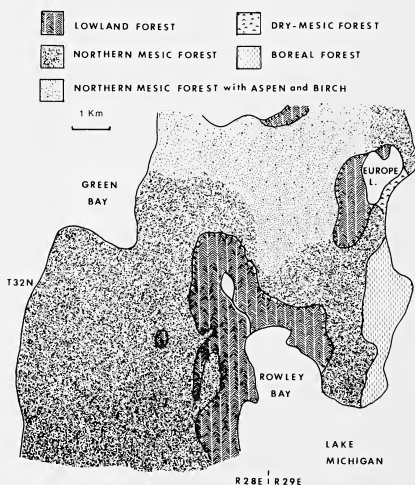 LOWLAND FOREST
DRY-MESIC FOREST
NORTHERN MESIC FOREST
BOREAL FOREST
NORTHERN MESIC FOREST with ASPEN and BIRCH
1 Km
EUROPE
L.
GREEN
BAY
T32N
ROWLEY
BAY
LAKE
MICHIGAN
R28E | R29E